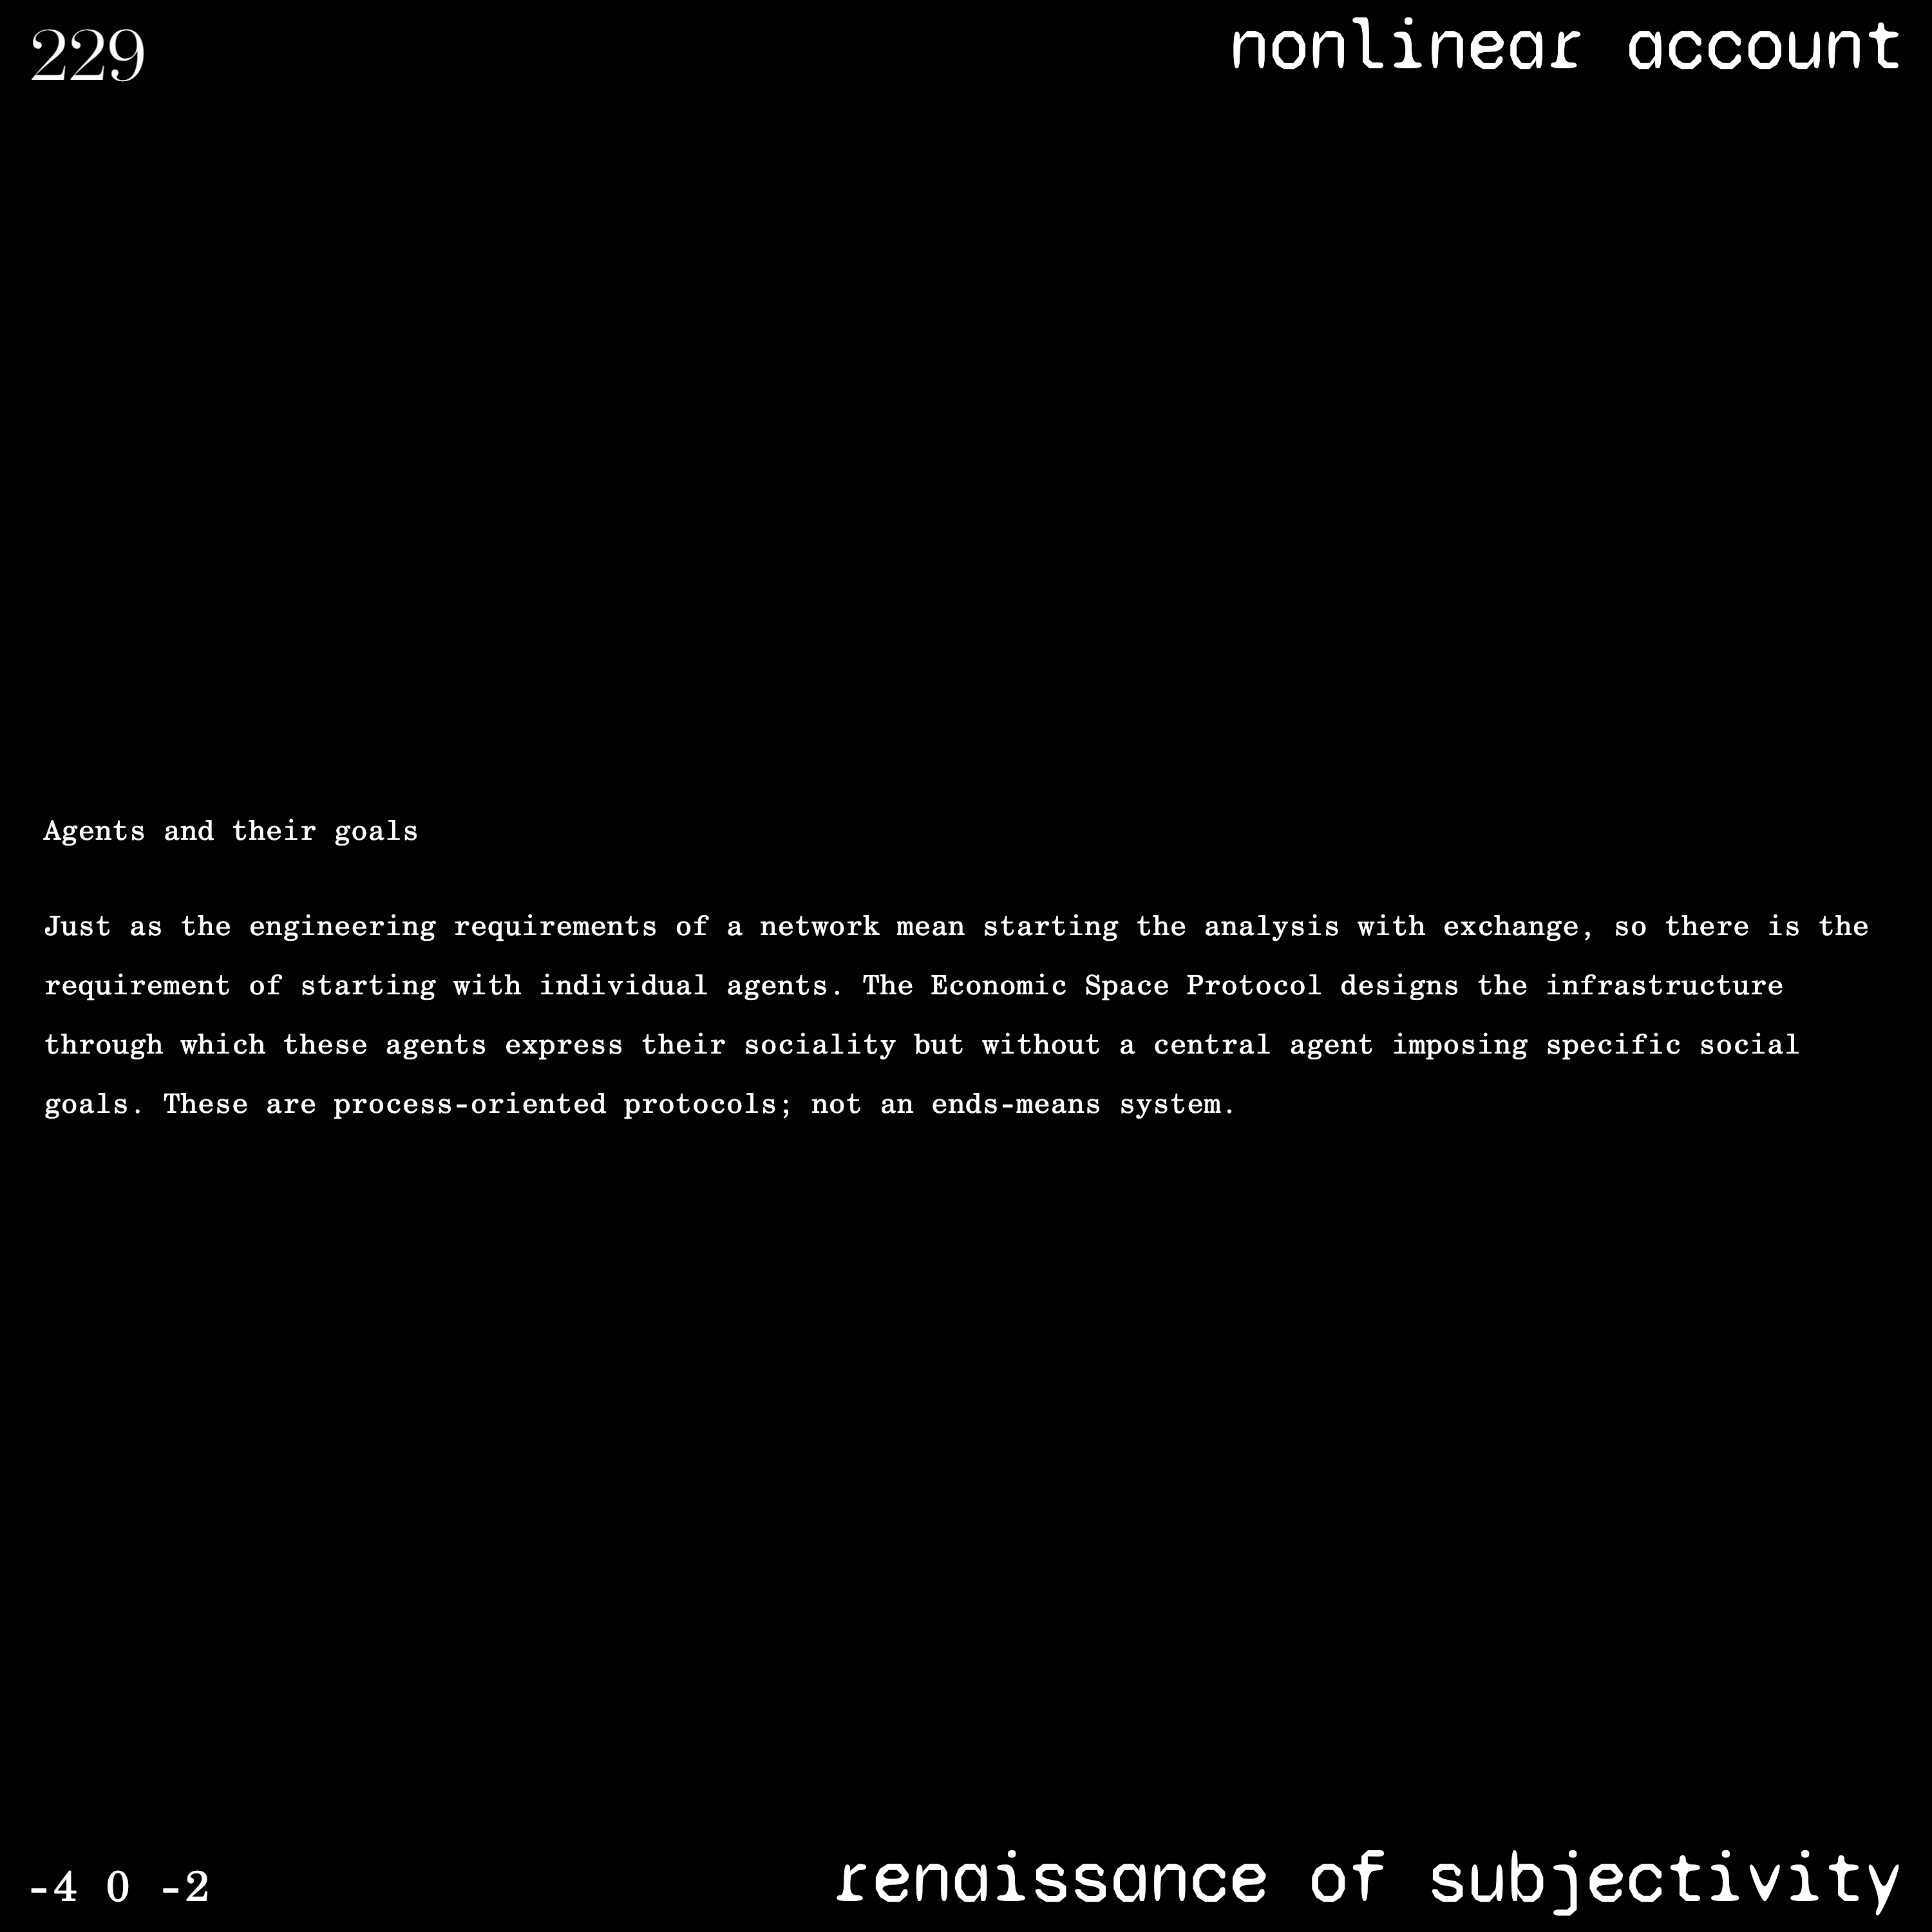 229
nonlinear account
Agents and their goals
Just as the engineering requirements of a network mean starting the analysis with exchange, so there is the
requirement of starting with individual agents. The Economic Space Protocol designs the infrastructure
through which these agents express their sociality but without a central agent imposing specific social
goals. These are process-oriented protocols; not an ends-means system.
-4 0 -2
renaissance of subjectivity